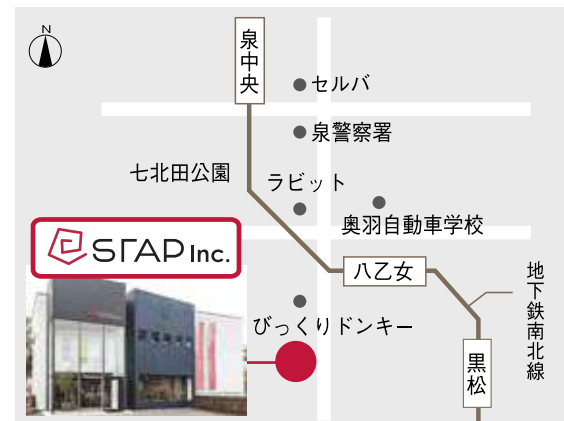 N
泉中央
セルバ
泉警察署
七北田公園
ラビット
奥羽自動車学校
STAP Inc.
八乙女
地下鉄南北線
びっくりドンキー
黒松